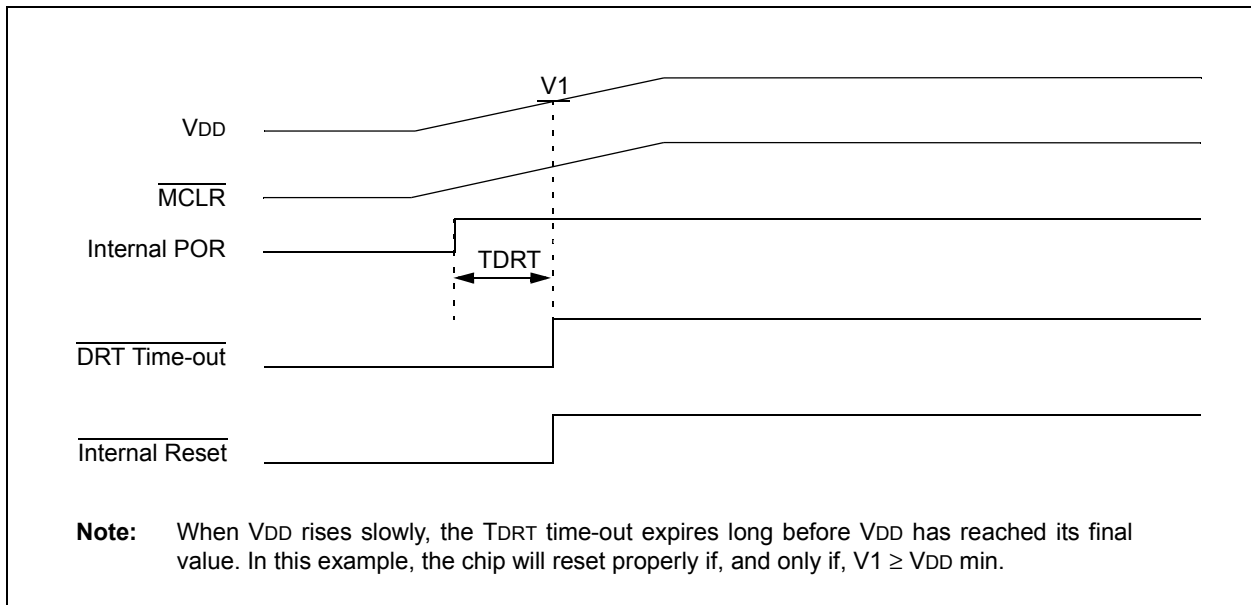 V1
VDD
MCLR
Internal POR
TDRT
DRT Time-out
Internal Reset
Note: When VDD rises slowly, the TDRT time-out expires long before VDD has reached its final
value. In this example, the chip will reset properly if, and only if, V1 ≥ VDD min.